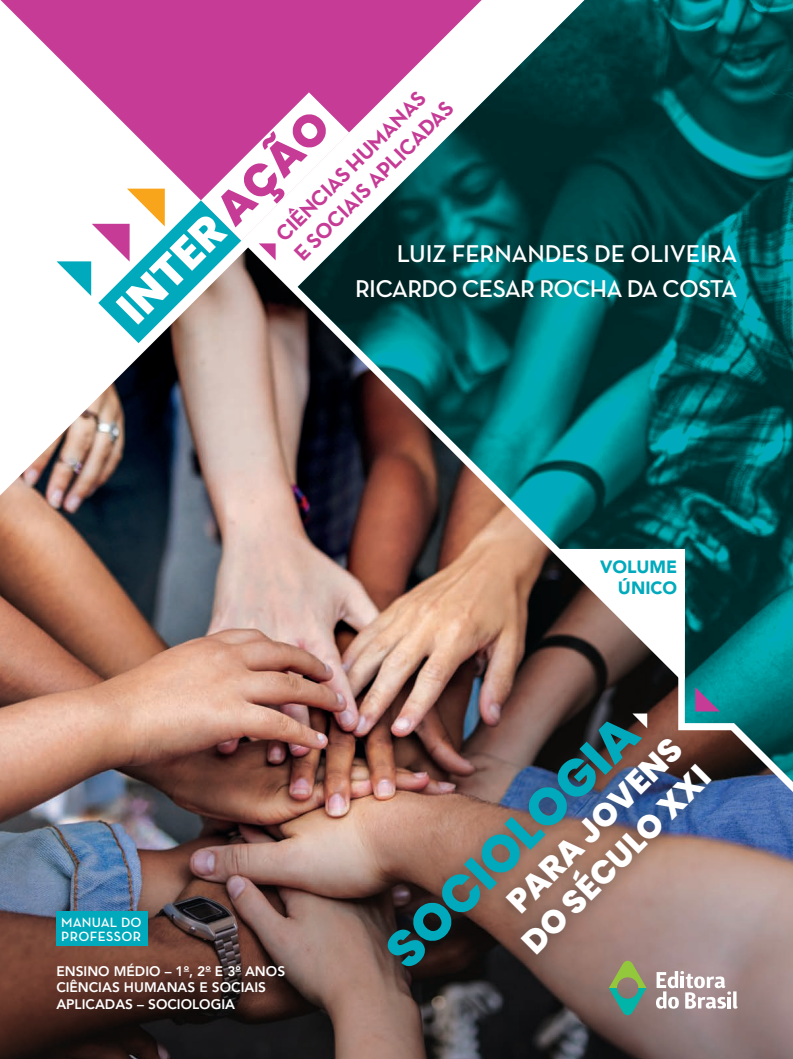 INTERAÇÃO
CIÊNCIAS HUMANAS
E SOCIAIS APLICADAS
LUIZ FERNANDES DE OLIVEIRA
RICARDO CESAR ROCHA DA COSTA
VOLUME
ÚNICO
SOCIOLOGIA
PARA JOVENS
DO SÉCULO XXI
MANUAL DO
PROFESSOR
ENSINO MÉDIO – 1º, 2º E 3º ANOS
CIÊNCIAS HUMANAS E SOCIAIS
APLICADAS – SOCIOLOGIA
Editora
do Brasil